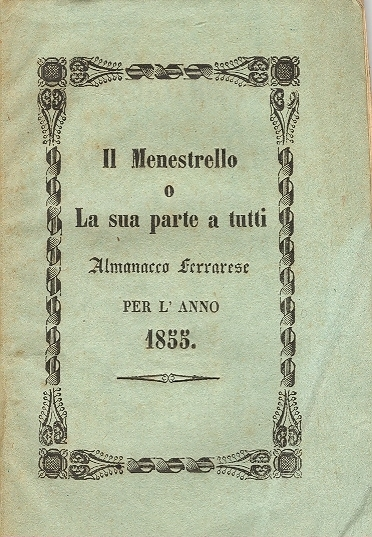 Il Menestrello
o
La sua parte a tutti
Almanacco Ferrarese
PER L' ANNO
1855.